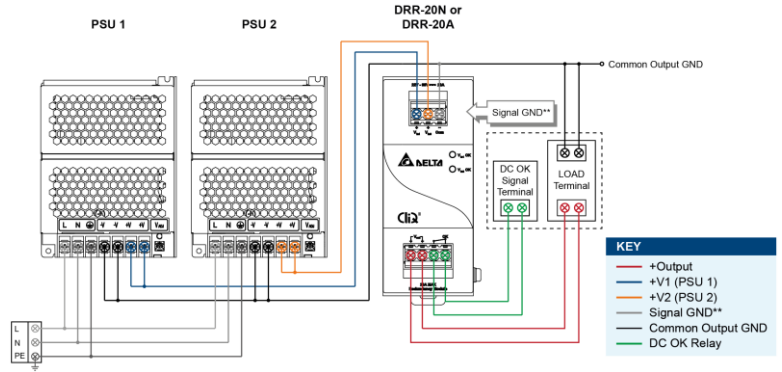 DRR-20N or
DRR-20A
PSU 1
PSU 2
Common Output GND
Signal GND**
DELTA
DC OK
Signal
Terminal
LOAD
Terminal
CliQ
L N -V -V +V +V
L N -V -V +V +V
KEY
+Output
+V1 (PSU 1)
+V2 (PSU 2)
Signal GND**
Common Output GND
DC OK Relay
L
N
PE